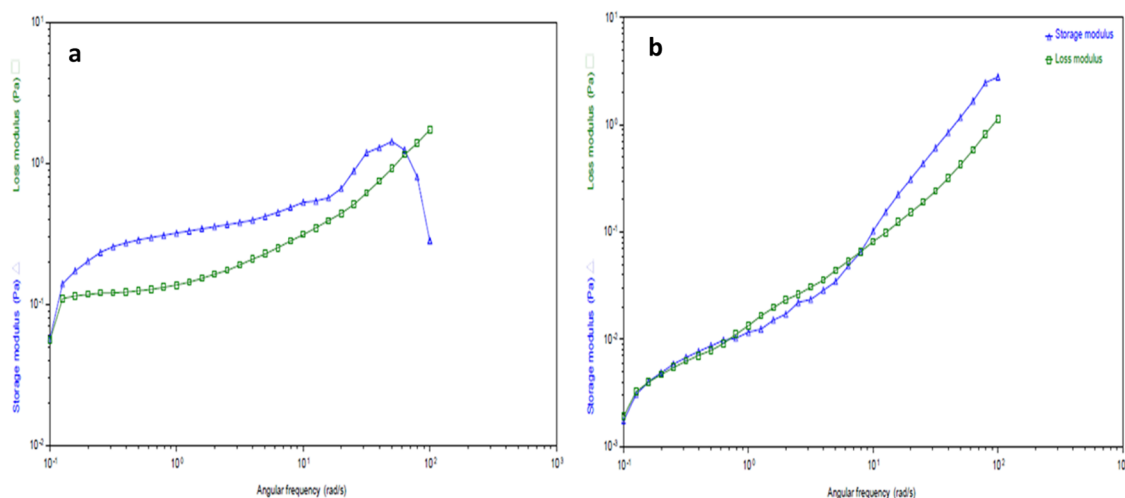 a
10¹
10⁰
10⁻¹
10⁻²
Loss modulus (Pa)
Storage modulus (Pa)
10⁻¹ 10⁰ 10¹ 10² 10³
Angular frequency (rad/s)
b
Storage modulus
Loss modulus
10¹
10⁰
10⁻¹
10⁻²
10⁻³
Loss modulus (Pa)
Storage modulus (Pa)
10⁻¹ 10⁰ 10¹ 10²
Angular frequency (rad/s)